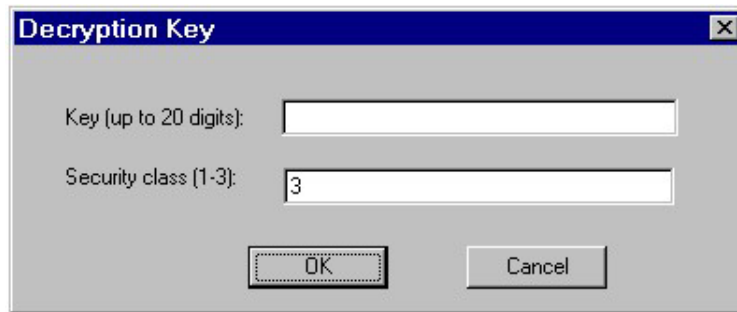 Decryption Key
Key (up to 20 digits):
Security class (1-3):
3
OK
Cancel